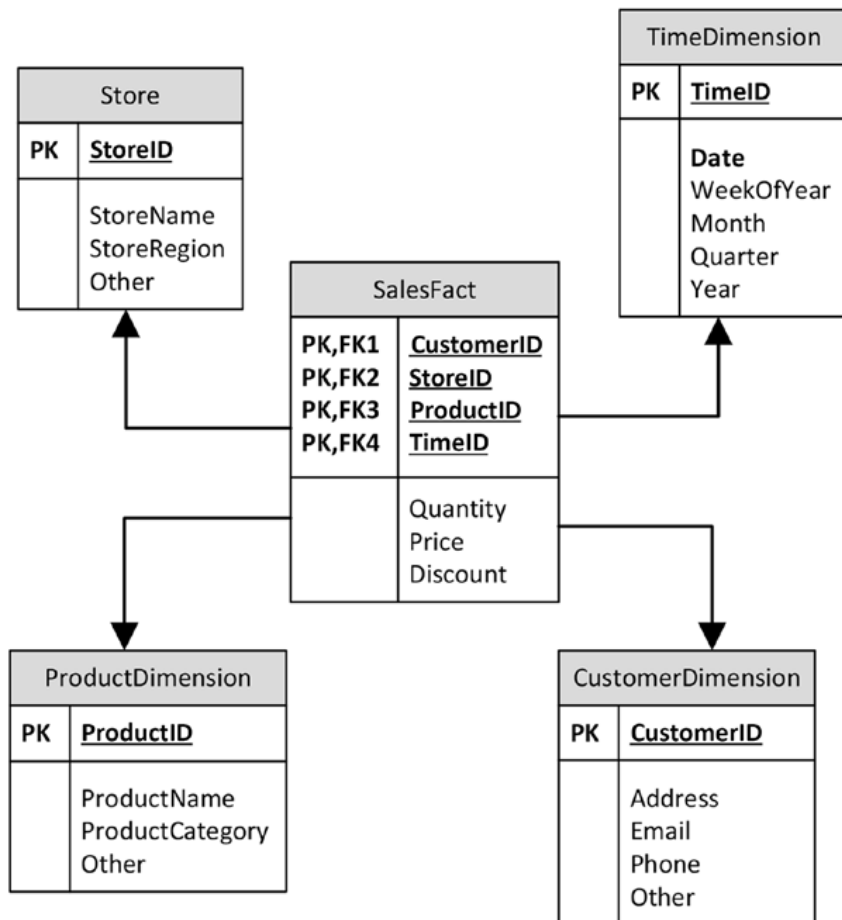 Store
PK StoreID
StoreName
StoreRegion
Other
TimeDimension
PK TimeID
Date
WeekOfYear
Month
Quarter
Year
SalesFact
PK,FK1 CustomerID
PK,FK2 StoreID
PK,FK3 ProductID
PK,FK4 TimeID
Quantity
Price
Discount
ProductDimension
PK ProductID
ProductName
ProductCategory
Other
CustomerDimension
PK CustomerID
Address
Email
Phone
Other